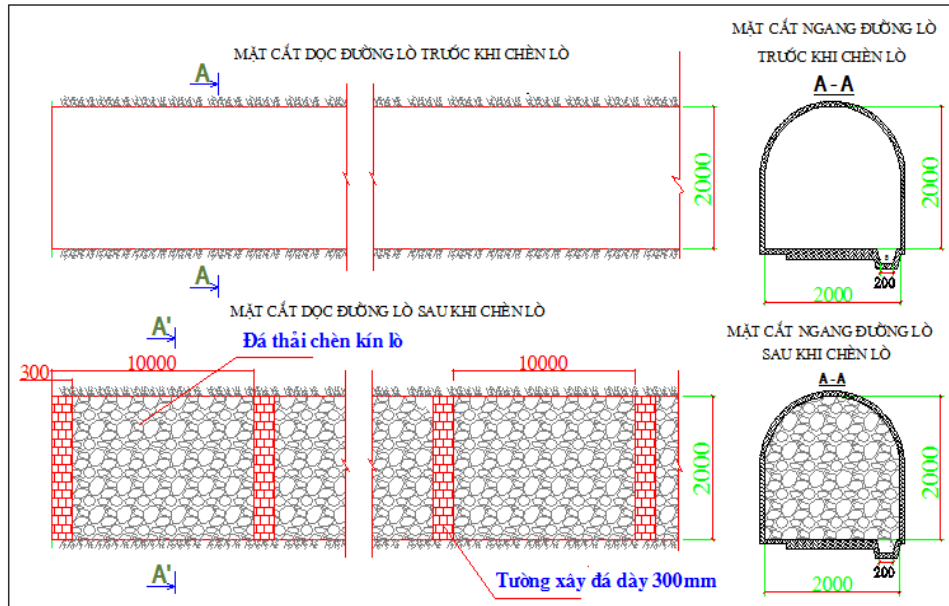 MẶT CẮT DỌC ĐƯỜNG LÒ TRƯỚC KHI CHÈN LÒ
A
2000
A
MẶT CẮT NGANG ĐƯỜNG LÒ
TRƯỚC KHI CHÈN LÒ
A - A
2000
200
2000
MẶT CẮT DỌC ĐƯỜNG LÒ SAU KHI CHÈN LÒ
A'
Đá thải chèn kín lò
300
10000
10000
2000
A'
Tường xây đá dày 300mm
MẶT CẮT NGANG ĐƯỜNG LÒ
SAU KHI CHÈN LÒ
A-A
2000
200
2000